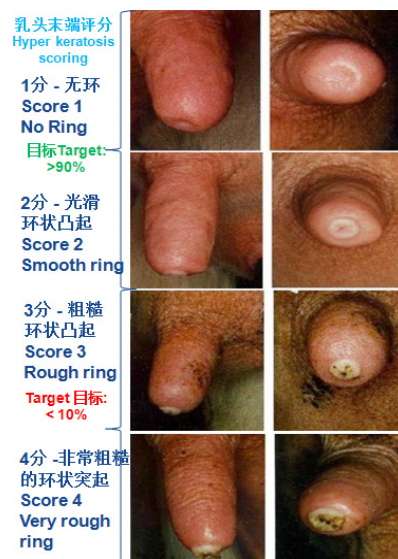 乳头末端评分
Hyper keratosis
scoring
1分 - 无环
Score 1
No Ring
目标Target:
>90%
2分 - 光滑
环状凸起
Score 2
Smooth ring
3分 - 粗糙
环状凸起
Score 3
Rough ring
Target 目标:
< 10%
4分 -非常粗糙
的环状突起
Score 4
Very rough
ring